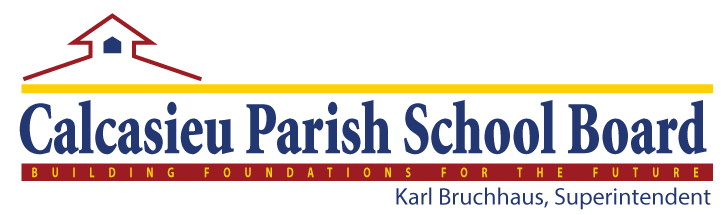 Calcasieu Parish School Board
BUILDING FOUNDATIONS FOR THE FUTURE
Karl Bruchhaus, Superintendent